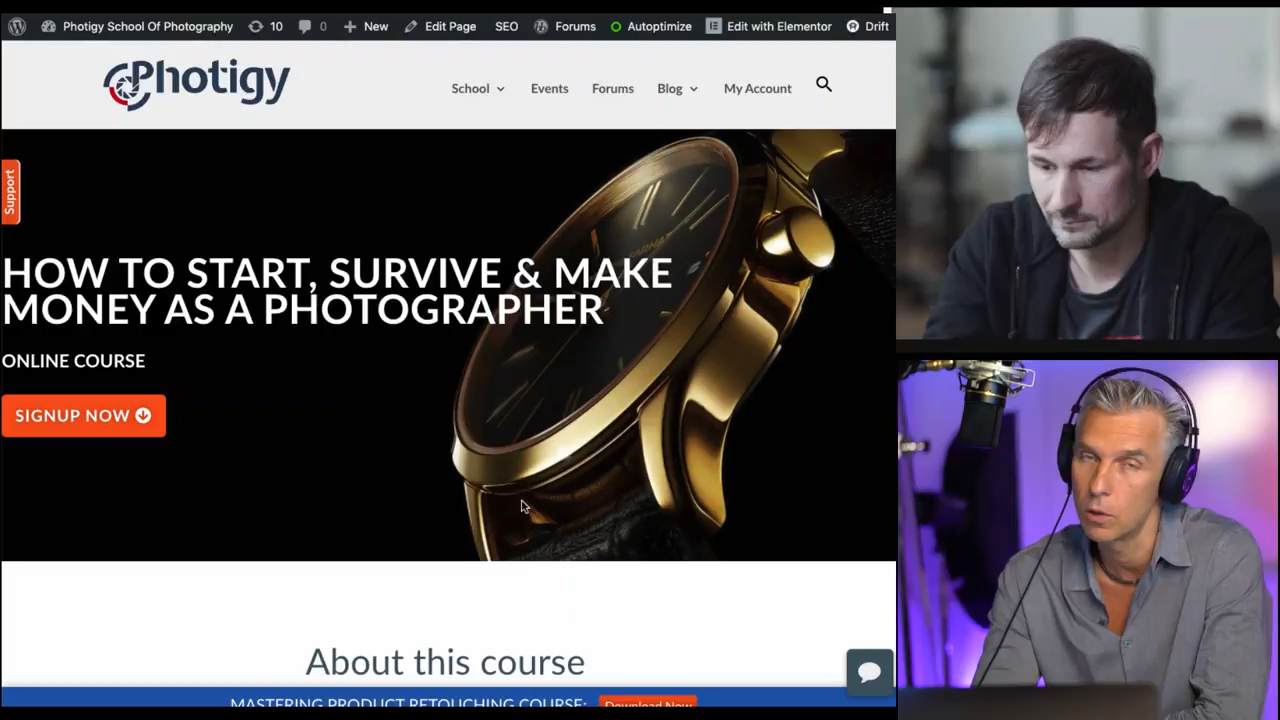 Photigy School Of Photography 10 0 New Edit Page SEO Forums Autoptimize Edit with Elementor Drift
Photigy
School Events Forums Blog My Account
Support
HOW TO START, SURVIVE & MAKE
MONEY AS A PHOTOGRAPHER
ONLINE COURSE
SIGNUP NOW
About this course
MASTERING PRODUCT RETOUCHING COURSE: Download Now